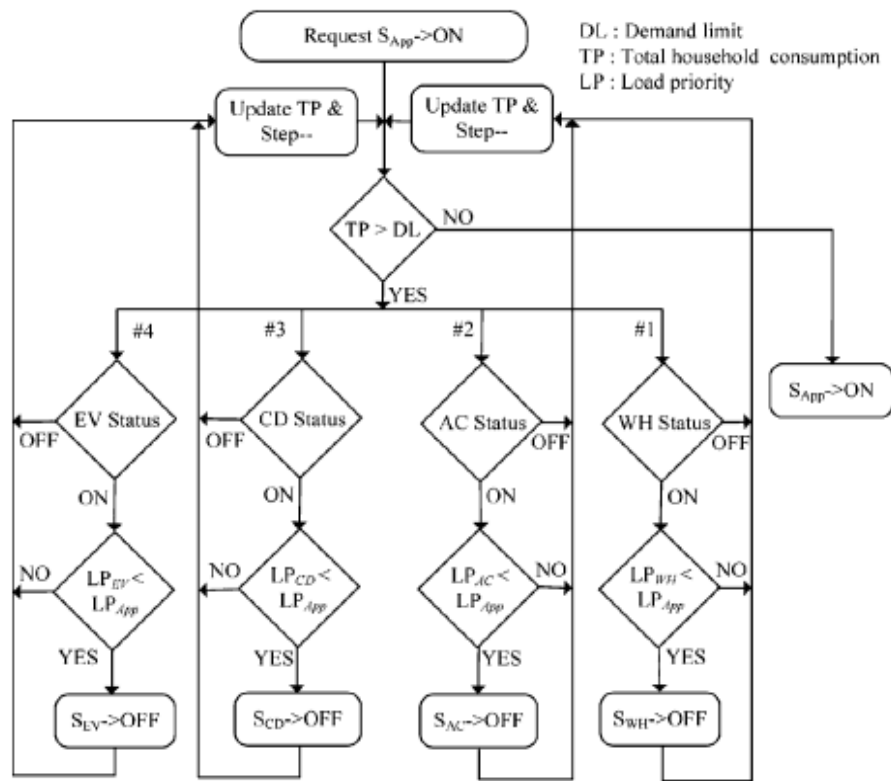 Request S_App->ON
DL : Demand limit
TP : Total household consumption
LP : Load priority
Update TP &
Step--
Update TP &
Step--
TP > DL
NO
YES
#4
#3
#2
#1
S_App->ON
EV Status
CD Status
AC Status
WH Status
OFF
OFF
OFF
OFF
ON
ON
ON
ON
LP_EV<
LP_App
NO
LP_CD<
LP_App
NO
LP_AC<
LP_App
NO
LP_WH<
LP_App
NO
YES
YES
YES
YES
S_EV->OFF
S_CD->OFF
S_AC->OFF
S_WH->OFF